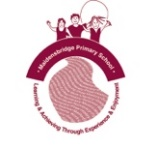 · Maidensbridge Primary School ·
Learning & Achieving Through Experience & Enjoyment